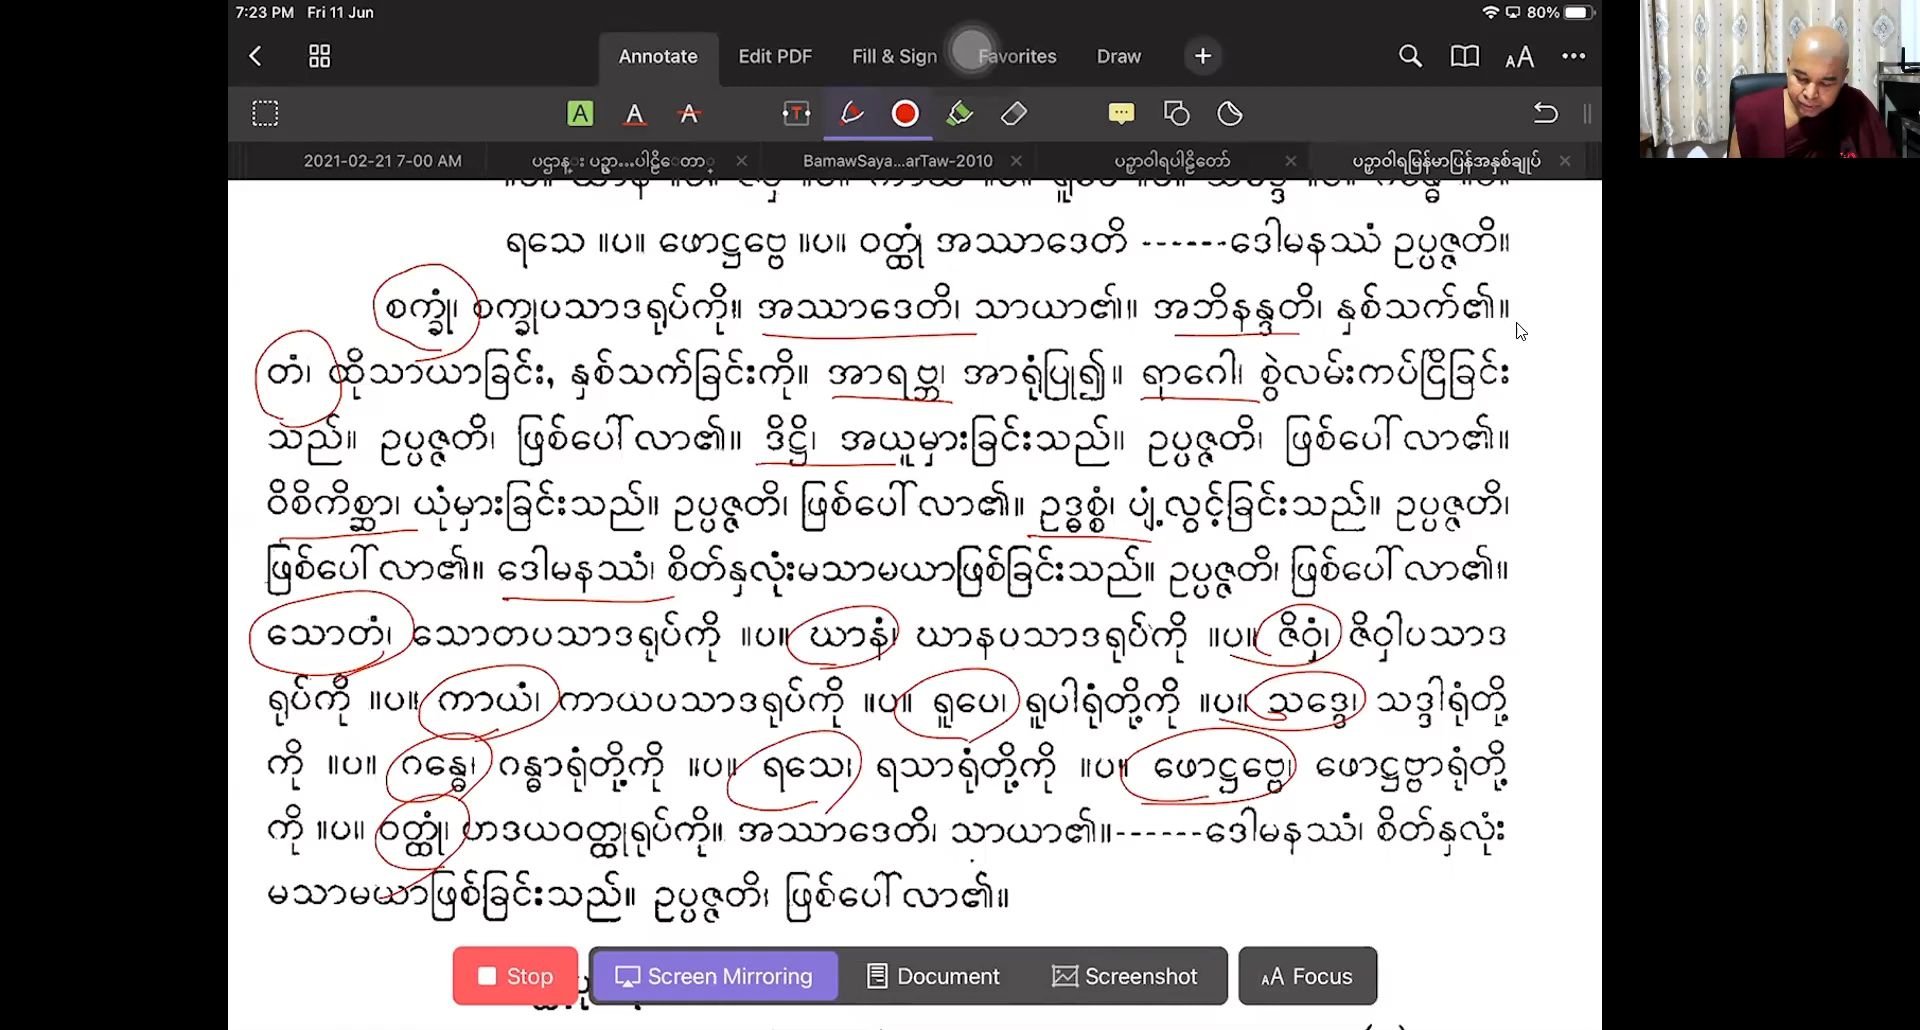 7:23 PM Fri 11 Jun
80%
Annotate Edit PDF Fill & Sign Favorites Draw
2021-02-21 7-00 AM
BamawSaya...arTaw-2010
ပဉှာဝါရပါဠိတော်
ပဉှာဝါရမြန်မာပြန်အနှစ်ချုပ်
ရသေ ။ပ။ ဖောဋ္ဌဗ္ဗေ ။ပ။ ဝတ္ထုံ အဿာဒေတိ ------ဒေါမနဿံ ဥပ္ပဇ္ဇတိ။
စက္ခုံ၊ စက္ခုပသာဒရုပ်ကို။ အဿာဒေတိ၊ သာယာ၏။ အဘိနန္ဒတိ၊ နှစ်သက်၏။
တံ၊ ထိုသာယာခြင်း, နှစ်သက်ခြင်းကို။ အာရဗ္ဘ၊ အာရုံပြု၍။ ရာဂေါ၊ စွဲလမ်းကပ်ငြိခြင်း
သည်။ ဥပ္ပဇ္ဇတိ၊ ဖြစ်ပေါ်လာ၏။ ဒိဋ္ဌိ၊ အယူမှားခြင်းသည်။ ဥပ္ပဇ္ဇတိ၊ ဖြစ်ပေါ်လာ၏။
ဝိစိကိစ္ဆာ၊ ယုံမှားခြင်းသည်။ ဥပ္ပဇ္ဇတိ၊ ဖြစ်ပေါ်လာ၏။ ဥဒ္ဓစ္စံ၊ ပျံ့လွင့်ခြင်းသည်။ ဥပ္ပဇ္ဇတိ၊
ဖြစ်ပေါ်လာ၏။ ဒေါမနဿံ၊ စိတ်နှလုံးမသာမယာဖြစ်ခြင်းသည်။ ဥပ္ပဇ္ဇတိ၊ ဖြစ်ပေါ်လာ၏။
သောတံ၊ သောတပသာဒရုပ်ကို ။ပ။ ဃာနံ၊ ဃာနပသာဒရုပ်ကို ။ပ။ ဇိဝှံ၊ ဇိဝှါပသာဒ
ရုပ်ကို ။ပ။ ကာယံ၊ ကာယပသာဒရုပ်ကို ။ပ။ ရူပေ၊ ရူပါရုံတို့ကို ။ပ။ သဒ္ဒေ၊ သဒ္ဒါရုံတို့
ကို ။ပ။ ဂန္ဓေ၊ ဂန္ဓာရုံတို့ကို ။ပ။ ရသေ၊ ရသာရုံတို့ကို ။ပ။ ဖောဋ္ဌဗ္ဗေ၊ ဖောဋ္ဌဗ္ဗာရုံတို့
ကို ။ပ။ ဝတ္ထုံ၊ ဟဒယဝတ္ထုရုပ်ကို။ အဿာဒေတိ၊ သာယာ၏။------ဒေါမနဿံ၊ စိတ်နှလုံး
မသာမယာဖြစ်ခြင်းသည်။ ဥပ္ပဇ္ဇတိ၊ ဖြစ်ပေါ်လာ၏။
Stop Screen Mirroring Document Screenshot AA Focus